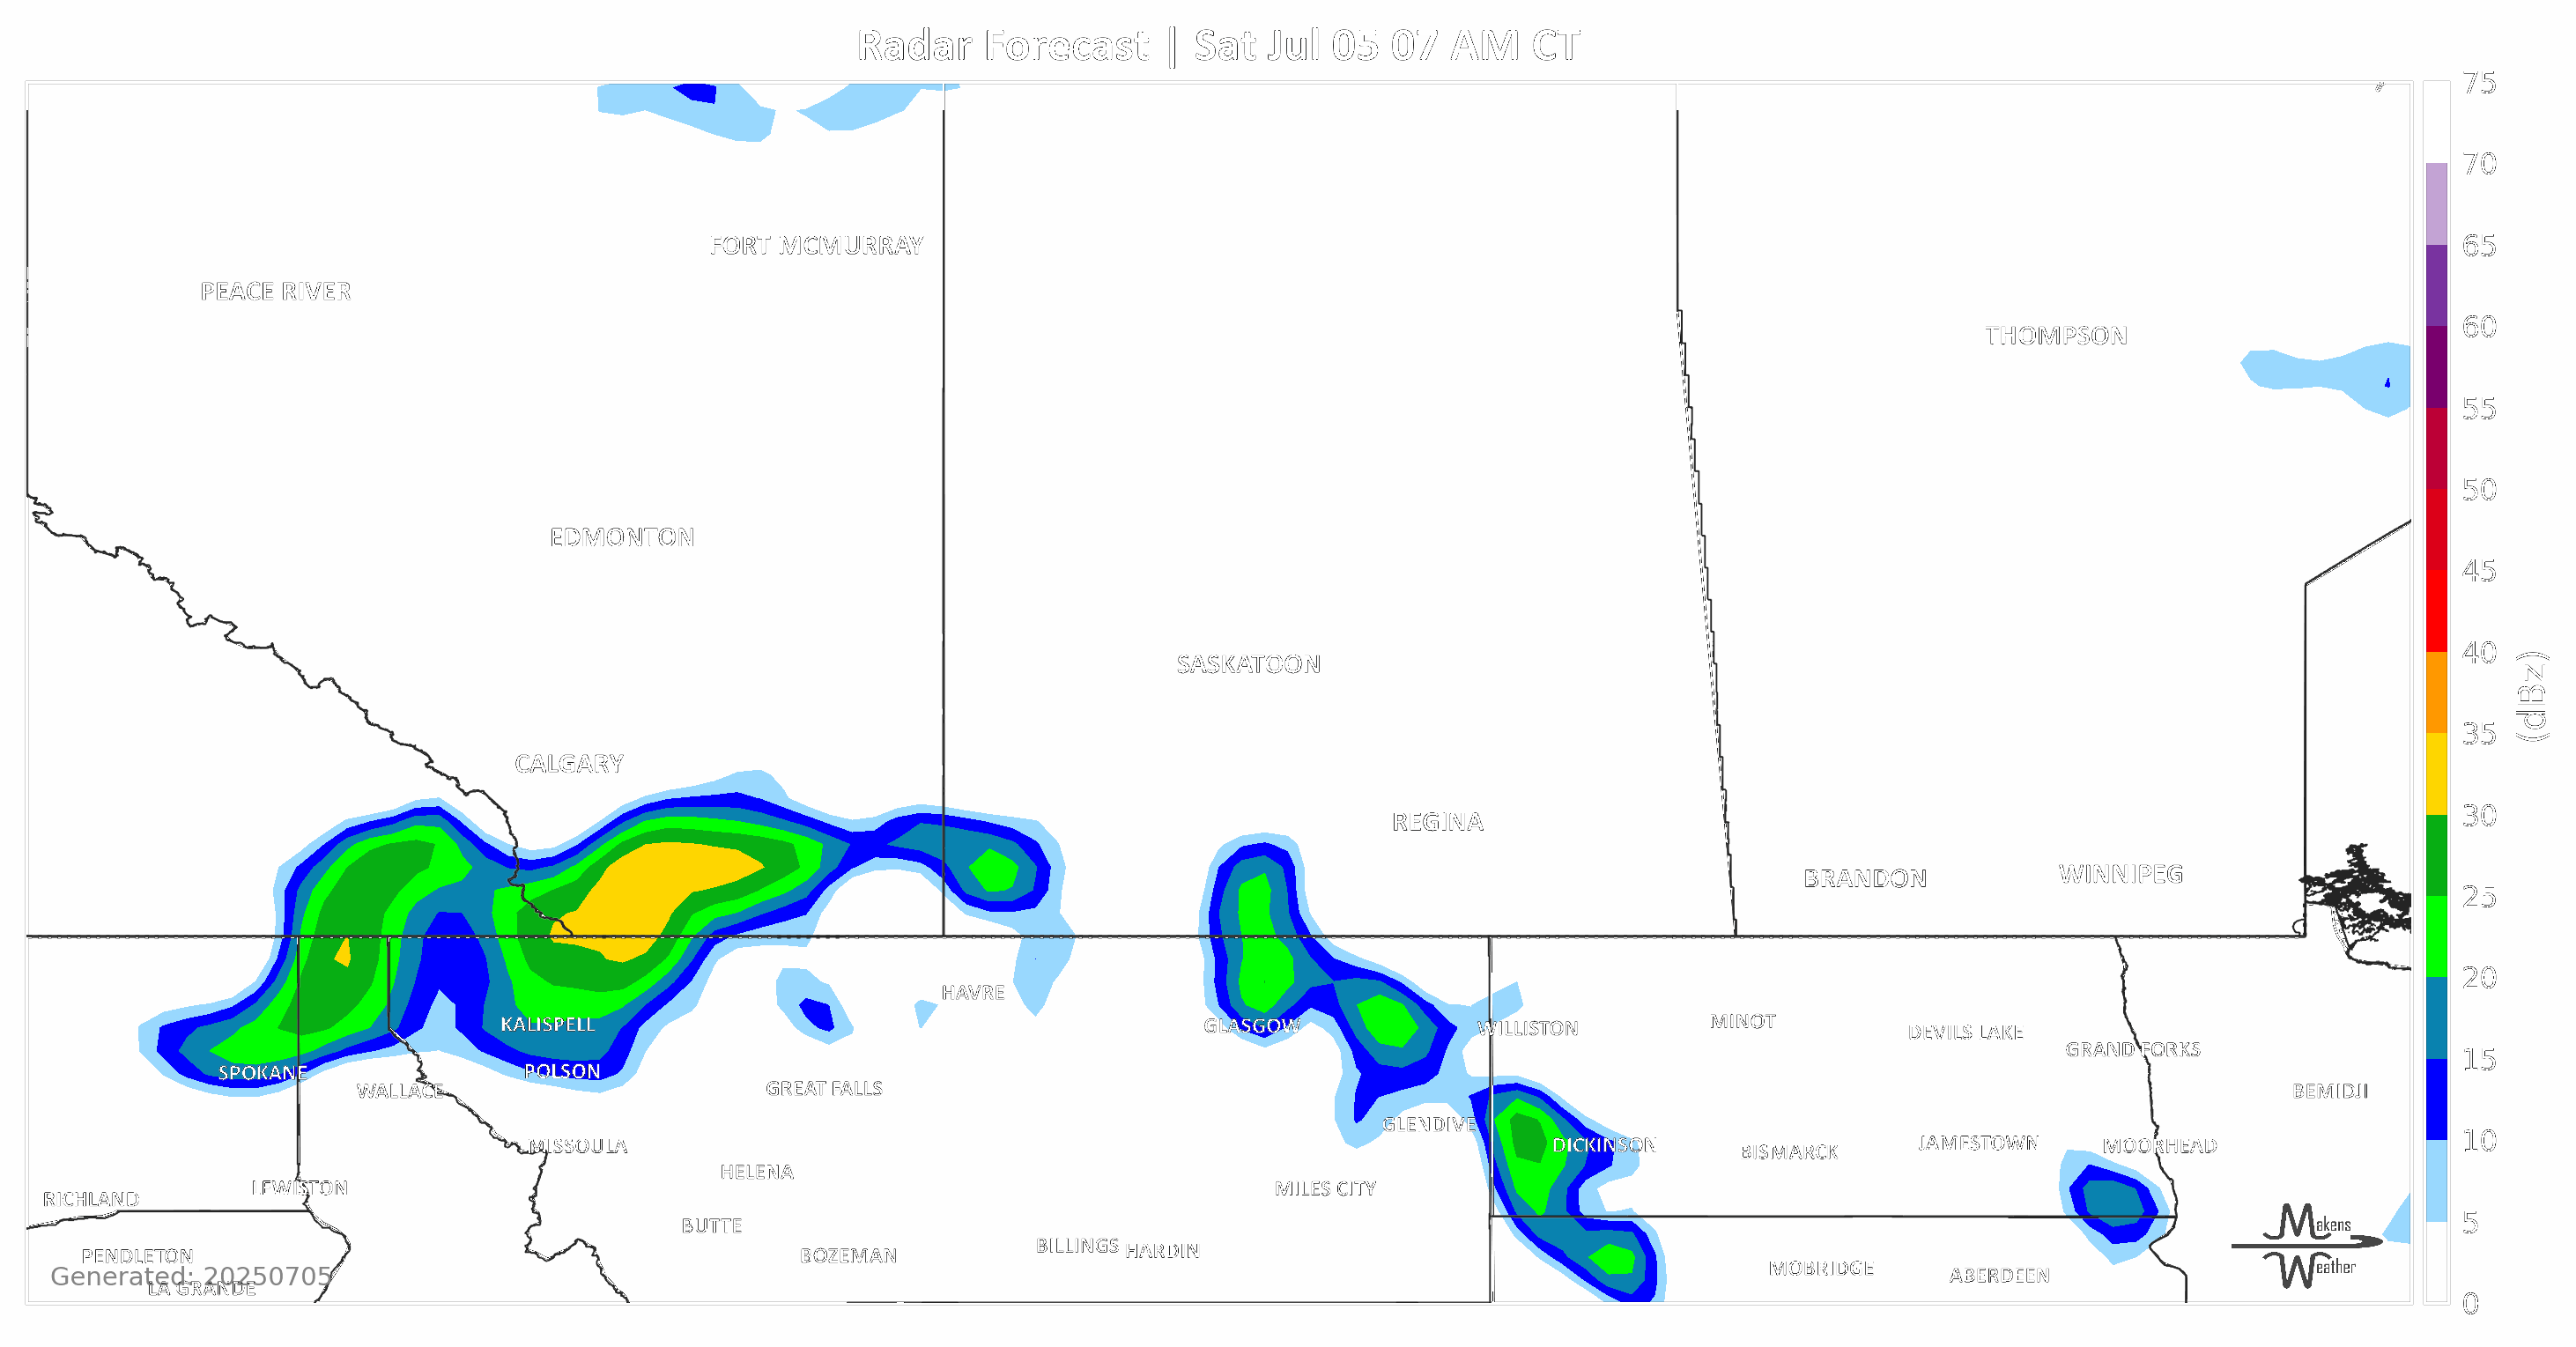 Radar Forecast | Sat Jul 05 07 AM CT
75
70
FORT MCMURRAY
65
PEACE RIVER
60
THOMPSON
55
50
EDMONTON
45
SASKATOON
40
(dBz)
CALGARY
35
REGINA
30
BRANDON
WINNIPEG
25
HAVRE
20
KALISPELL
GLASGOW
WILLISTON
MINOT
DEVILS LAKE
GRAND FORKS
15
SPOKANE
POLSON
WALLACE
GREAT FALLS
BEMIDJI
GLENDIVE
10
MISSOULA
DICKINSON
BISMARCK
JAMESTOWN
MOORHEAD
HELENA
LEWISTON
MILES CITY
RICHLAND
5
BUTTE
Makens
Weather
PENDLETON
BOZEMAN
BILLINGS
HARDIN
MOBRIDGE
ABERDEEN
Generated: 20250705
LA GRANDE
0